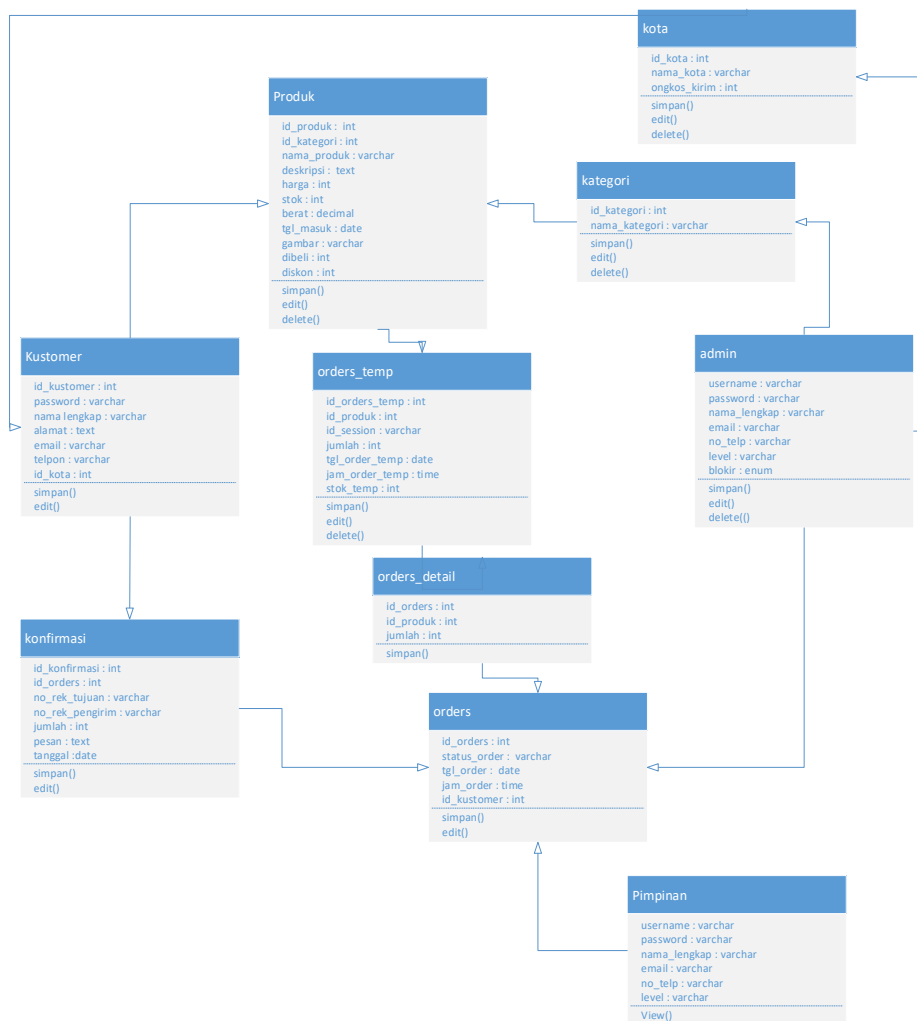 kota
id_kota : int
nama_kota : varchar
ongkos_kirim : int
simpan()
edit()
delete()
Produk
id_produk :  int
id_kategori : int
nama_produk : varchar
deskripsi :  text
harga : int
stok : int
berat : decimal
tgl_masuk : date
gambar : varchar
dibeli : int
diskon : int
simpan()
edit()
delete()
kategori
id_kategori : int
nama_kategori : varchar
simpan()
edit()
delete()
Kustomer
id_kustomer : int
password : varchar
nama lengkap : varchar
alamat : text
email : varchar
telpon : varchar
id_kota : int
simpan()
edit()
orders_temp
id_orders_temp : int
id_produk : int
id_session : varchar
jumlah : int
tgl_order_temp : date
jam_order_temp : time
stok_temp : int
simpan()
edit()
delete()
admin
username : varchar
password : varchar
nama_lengkap : varchar
email : varchar
no_telp : varchar
level : varchar
blokir : enum
simpan()
edit()
delete(()
orders_detail
id_orders : int
id_produk : int
jumlah : int
simpan()
konfirmasi
id_konfirmasi : int
id_orders : int
no_rek_tujuan : varchar
no_rek_pengirim : varchar
jumlah : int
pesan : text
tanggal :date
simpan()
edit()
orders
id_orders : int
status_order :  varchar
tgl_order :  date
jam_order : time
id_kustomer : int
simpan()
edit()
Pimpinan
username : varchar
password : varchar
nama_lengkap : varchar
email : varchar
no_telp : varchar
level : varchar
View()